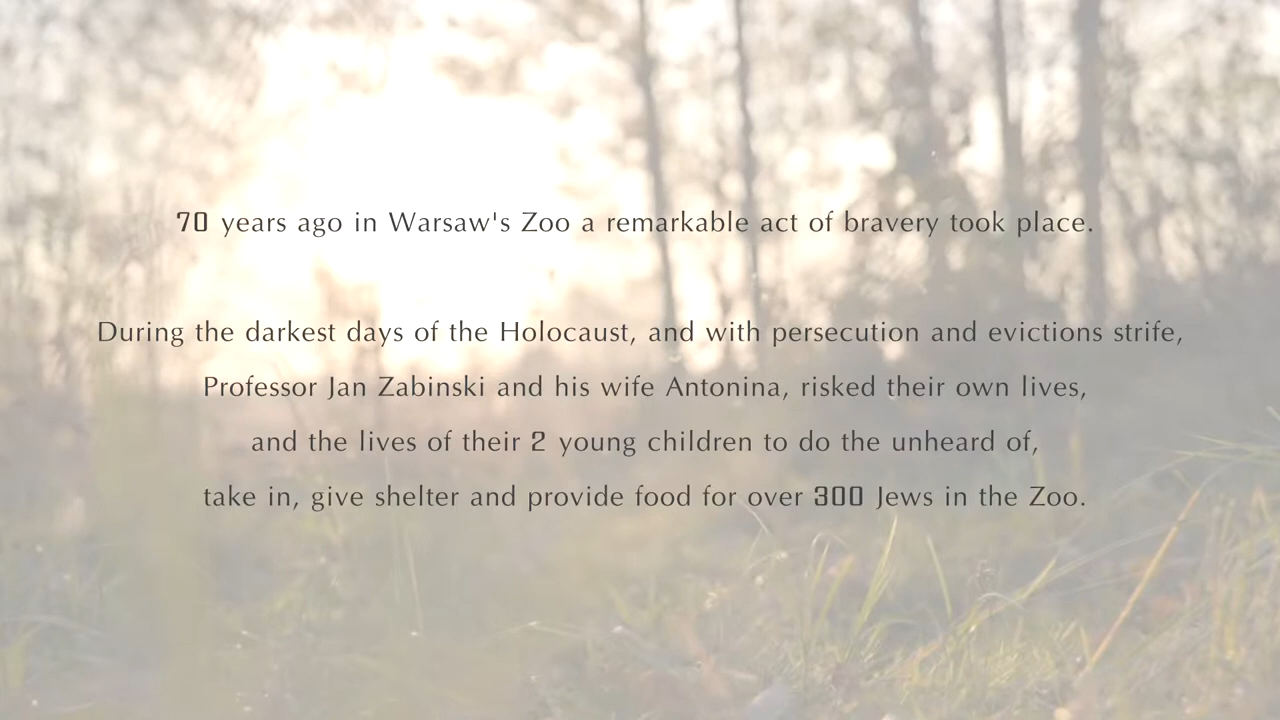 70 years ago in Warsaw's Zoo a remarkable act of bravery took place.
During the darkest days of the Holocaust, and with persecution and evictions strife,
Professor Jan Zabinski and his wife Antonina, risked their own lives,
and the lives of their 2 young children to do the unheard of,
take in, give shelter and provide food for over 300 Jews in the Zoo.